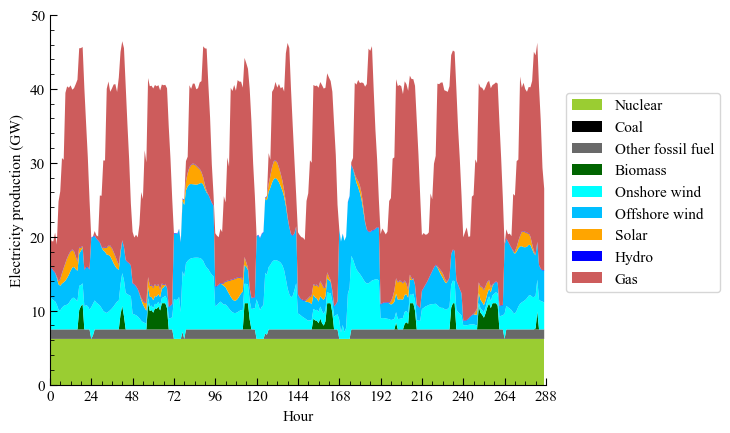 50
40
30
20
10
0
Electricity production (GW)
0 24 48 72 96 120 144 168 192 216 240 264 288
Hour
Nuclear
Coal
Other fossil fuel
Biomass
Onshore wind
Offshore wind
Solar
Hydro
Gas